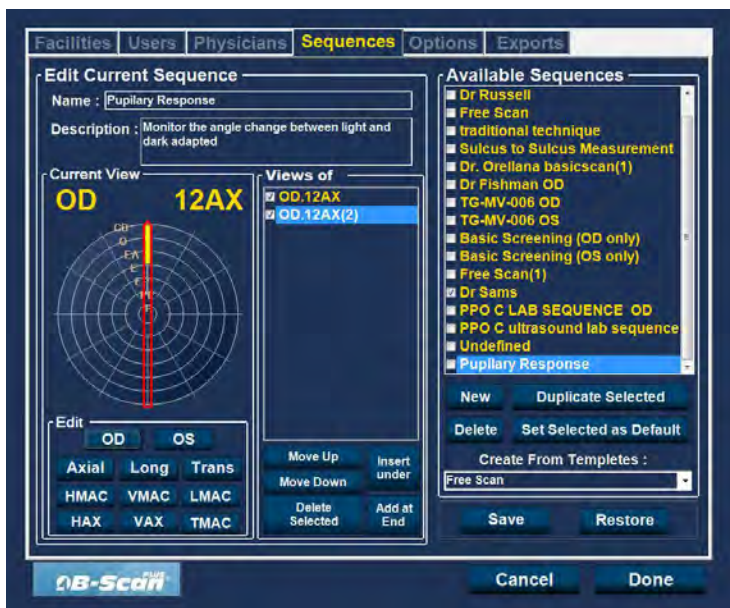 Facilities Users Physicians Sequences Options Exports
Edit Current Sequence
Name : Pupilary Response
Description : Monitor the angle change between light and
dark adapted
Current View
OD 12AX
CD
O
EA
E
F
PE
P
Edit
OD OS
Axial Long Trans
HMAC VMAC LMAC
HAX VAX TMAC
Views of
OD.12AX
OD.12AX(2)
Move Up
Insert under
Move Down
Delete Selected
Add at End
Available Sequences
Dr Russell
Free Scan
traditional technique
Sulcus to Sulcus Measurement
Dr. Orellana basicscan(1)
Dr Fishman OD
TG-MV-006 OD
TG-MV-006 OS
Basic Screening (OD only)
Basic Screening (OS only)
Free Scan(1)
Dr Sams
PPO C LAB SEQUENCE OD
PPO C ultrasound lab sequence
Undefined
Pupilary Response
New Duplicate Selected
Delete Set Selected as Default
Create From Templetes :
Free Scan
Save Restore
OB-Scan PLUS
Cancel Done